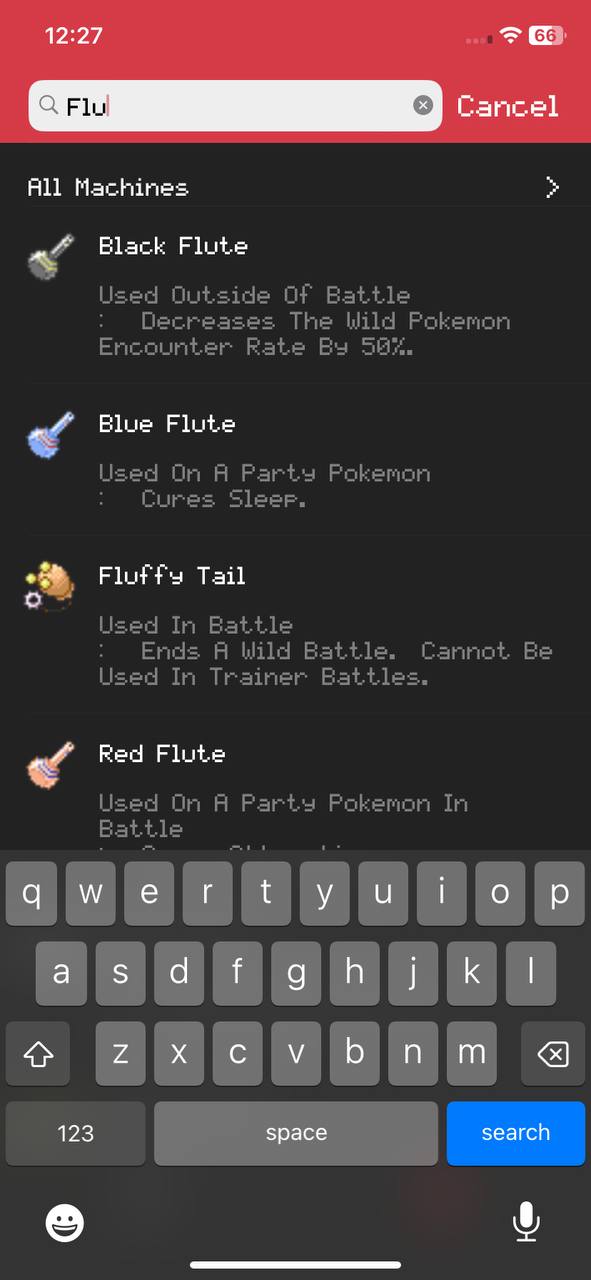 12:27
66
Flu
Cancel
All Machines
Black Flute
Used Outside Of Battle
: Decreases The Wild Pokemon
Encounter Rate By 50%.
Blue Flute
Used On A Party Pokemon
: Cures Sleep.
Fluffy Tail
Used In Battle
: Ends A Wild Battle. Cannot Be
Used In Trainer Battles.
Red Flute
Used On A Party Pokemon In
Battle
q w e r t y u i o p
a s d f g h j k l
z x c v b n m
123 space search